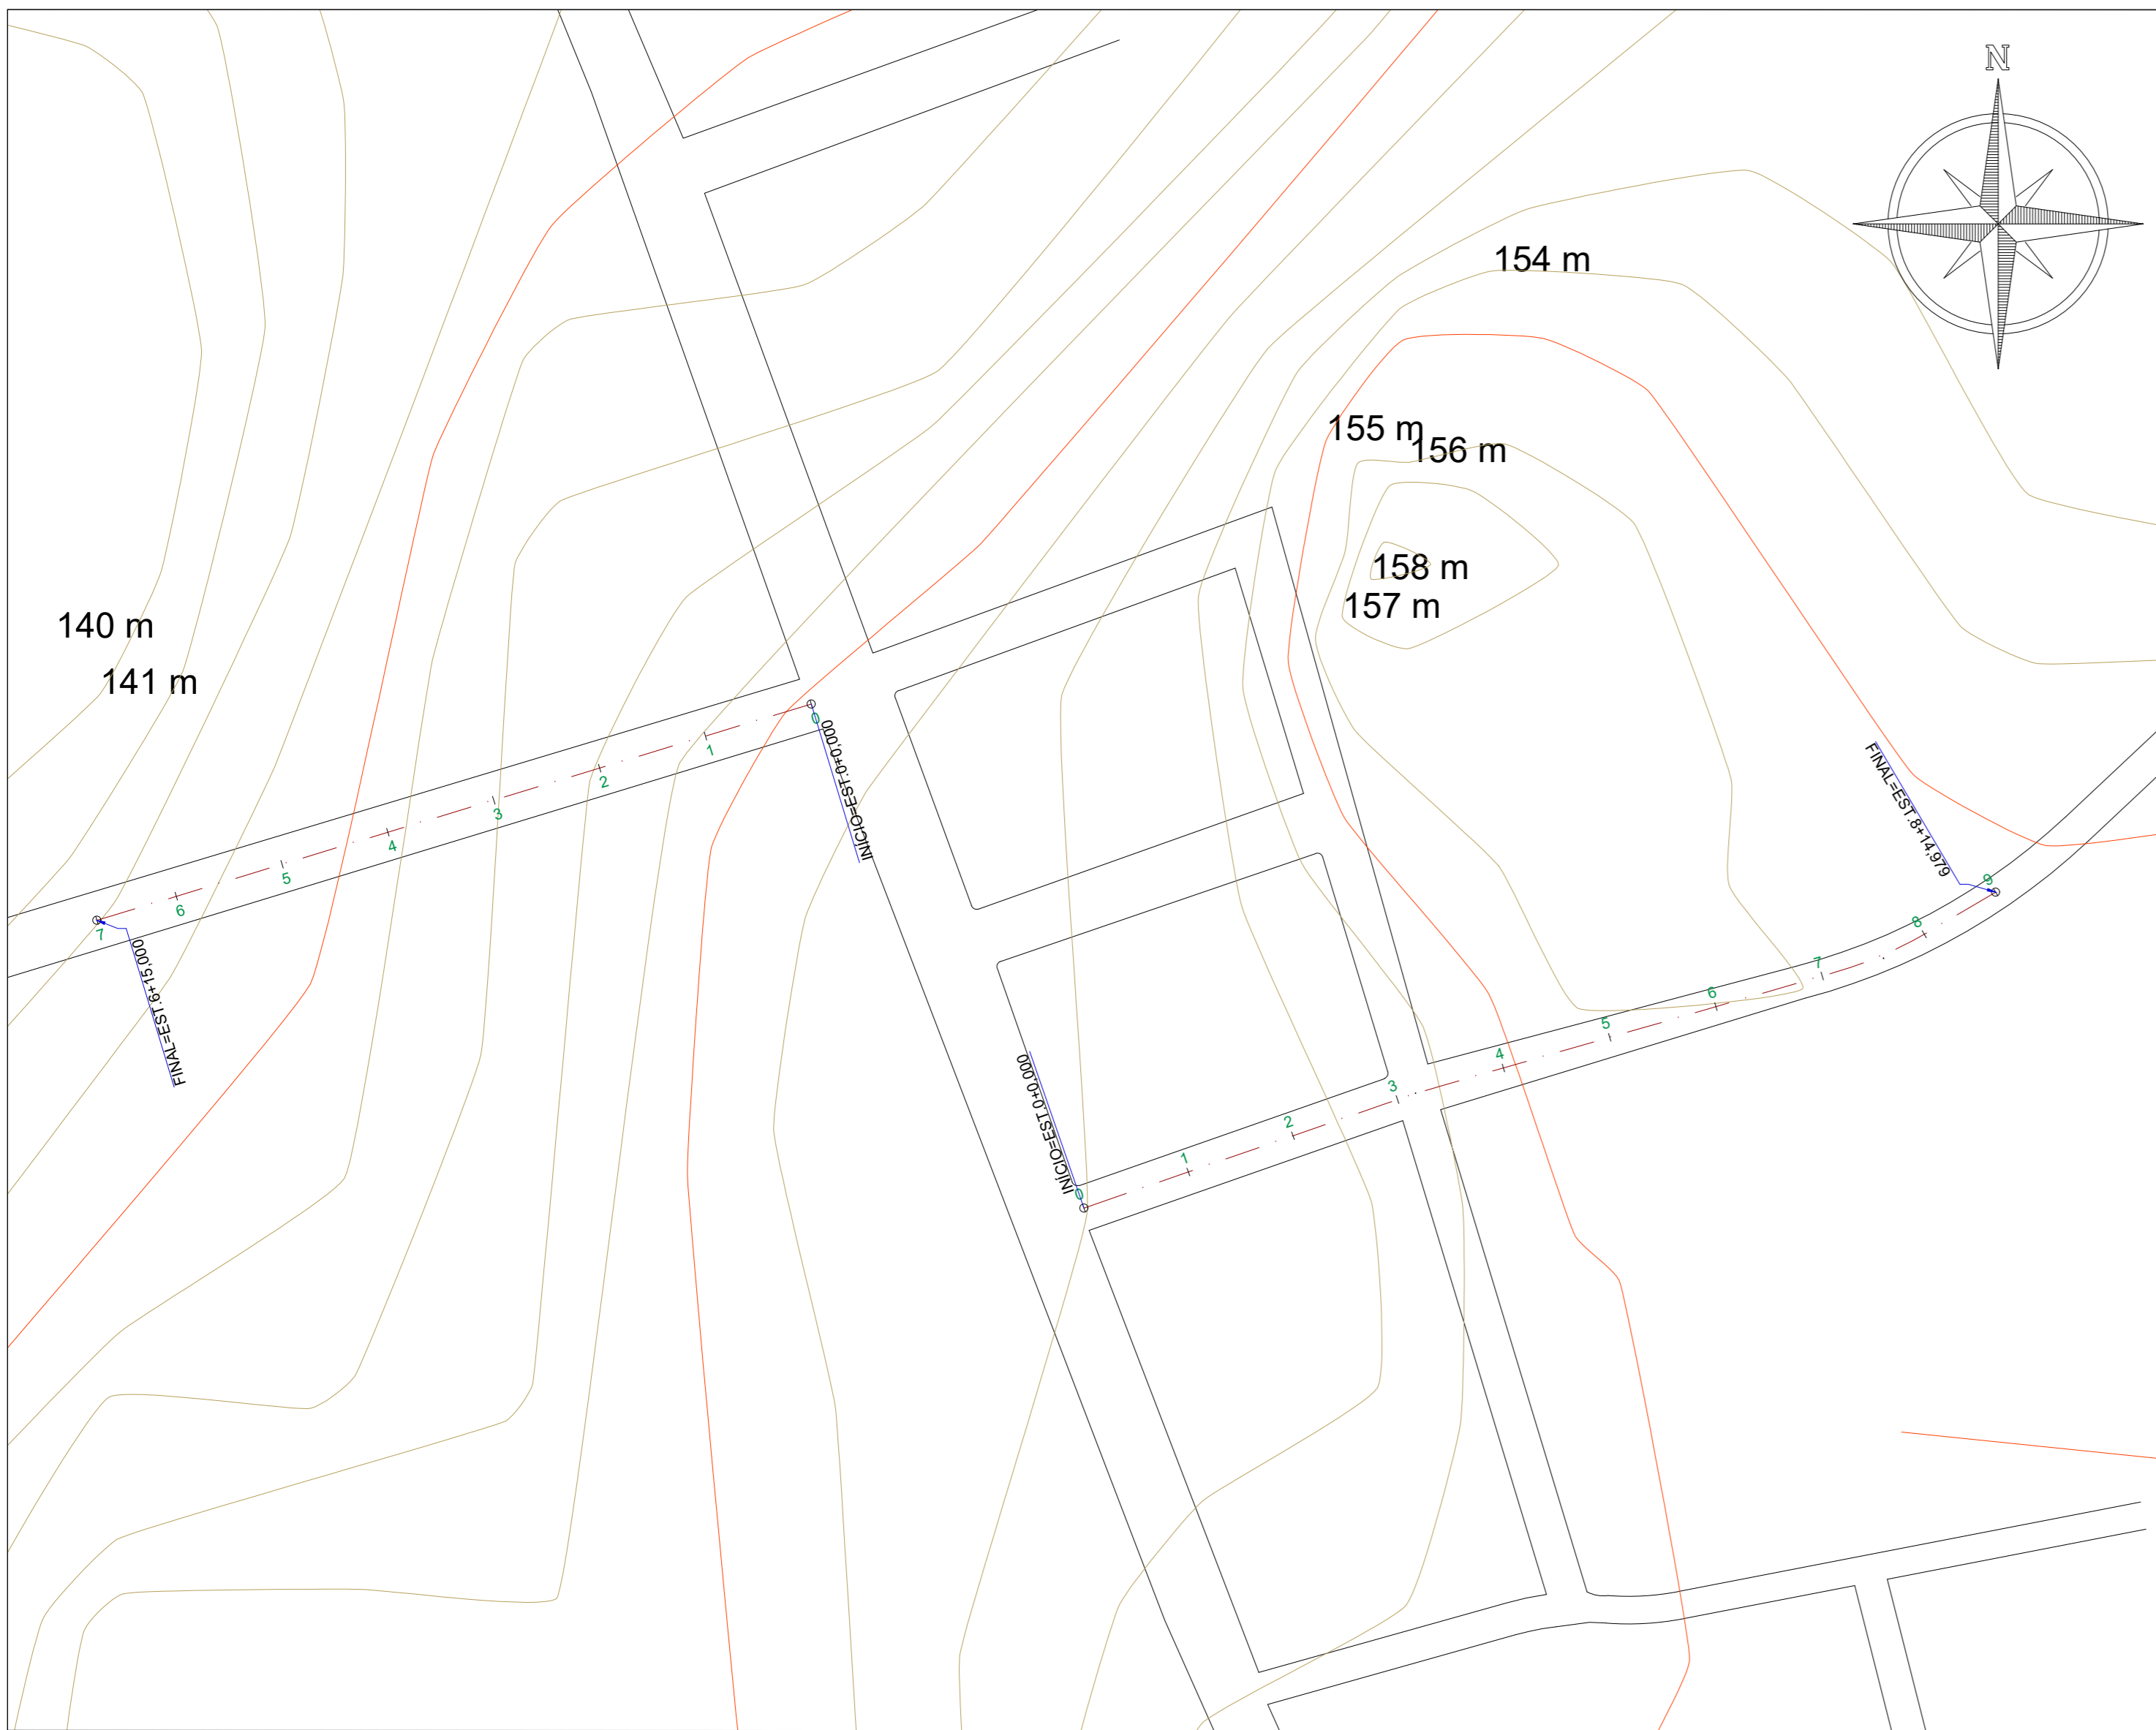 N
154 m
155 m
156 m
158 m
157 m
140 m
141 m
0
1
2
3
4
5
6
7
INÍCIO=EST.0+0,000
FINAL=EST.6+15,000
INÍCIO=EST.0+0,000
0
1
2
3
4
5
6
7
8
9
FINAL=EST.8+14,979